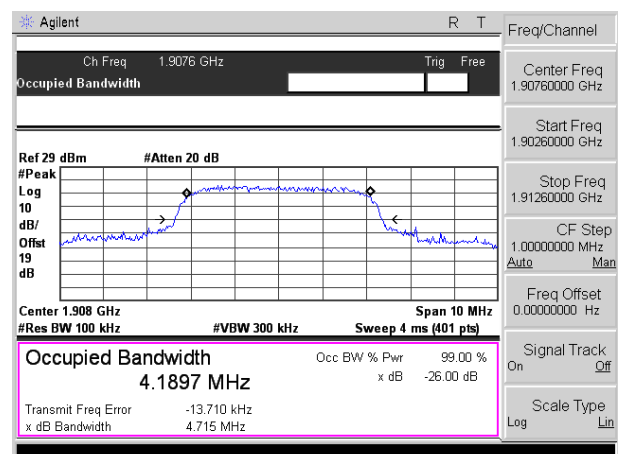 Agilent R T
Ch Freq 1.9076 GHz Trig Free
Occupied Bandwidth
Ref 29 dBm #Atten 20 dB
#Peak
Log
10
dB/
Offst
19
dB
Center 1.908 GHz Span 10 MHz
#Res BW 100 kHz #VBW 300 kHz Sweep 4 ms (401 pts)
Occupied Bandwidth Occ BW % Pwr 99.00 %
4.1897 MHz x dB -26.00 dB
Transmit Freq Error -13.710 kHz
x dB Bandwidth 4.715 MHz
Freq/Channel
Center Freq
1.90760000 GHz
Start Freq
1.90260000 GHz
Stop Freq
1.91260000 GHz
CF Step
1.00000000 MHz
Auto Man
Freq Offset
0.00000000 Hz
Signal Track
On Off
Scale Type
Log Lin